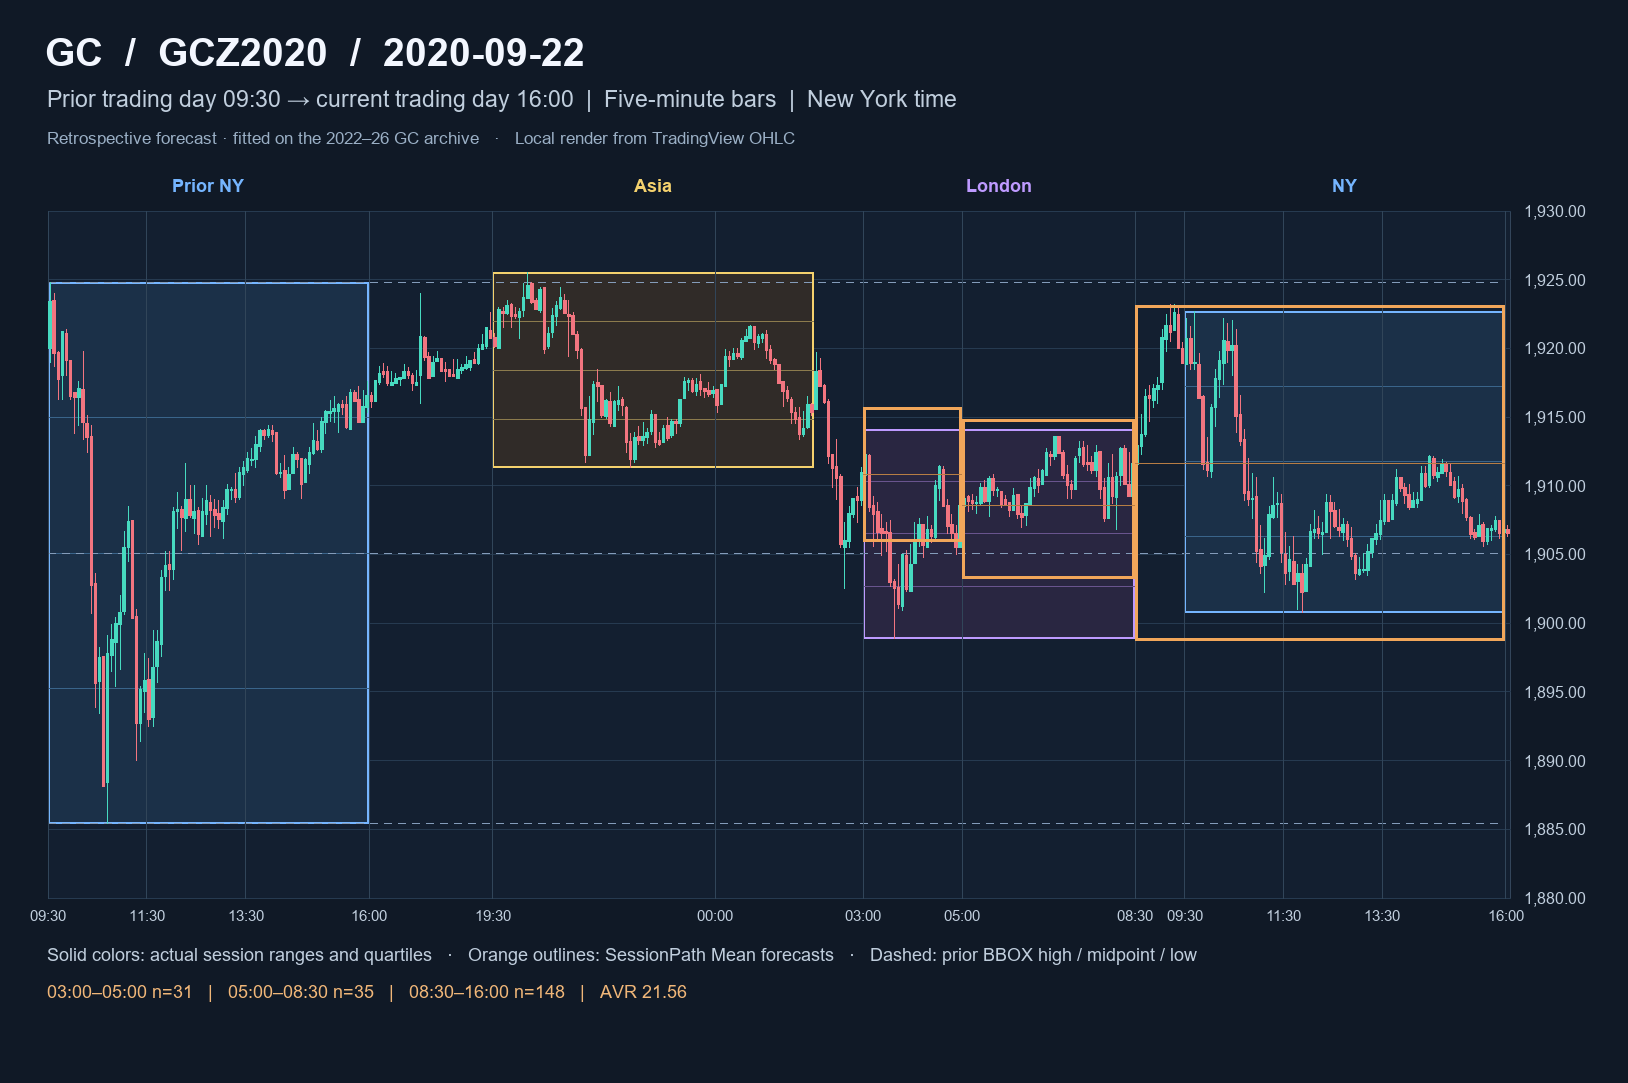 GC / GCZ2020 / 2020-09-22
Prior trading day 09:30 → current trading day 16:00 | Five-minute bars | New York time
Retrospective forecast · fitted on the 2022–26 GC archive · Local render from TradingView OHLC
Prior NY Asia London NY
1,930.00
1,925.00
1,920.00
1,915.00
1,910.00
1,905.00
1,900.00
1,895.00
1,890.00
1,885.00
1,880.00
09:30 11:30 13:30 16:00 19:30 00:00 03:00 05:00 08:30 09:30 11:30 13:30 16:00
Solid colors: actual session ranges and quartiles · Orange outlines: SessionPath Mean forecasts · Dashed: prior BBOX high / midpoint / low
03:00–05:00 n=31 | 05:00–08:30 n=35 | 08:30–16:00 n=148 | AVR 21.56